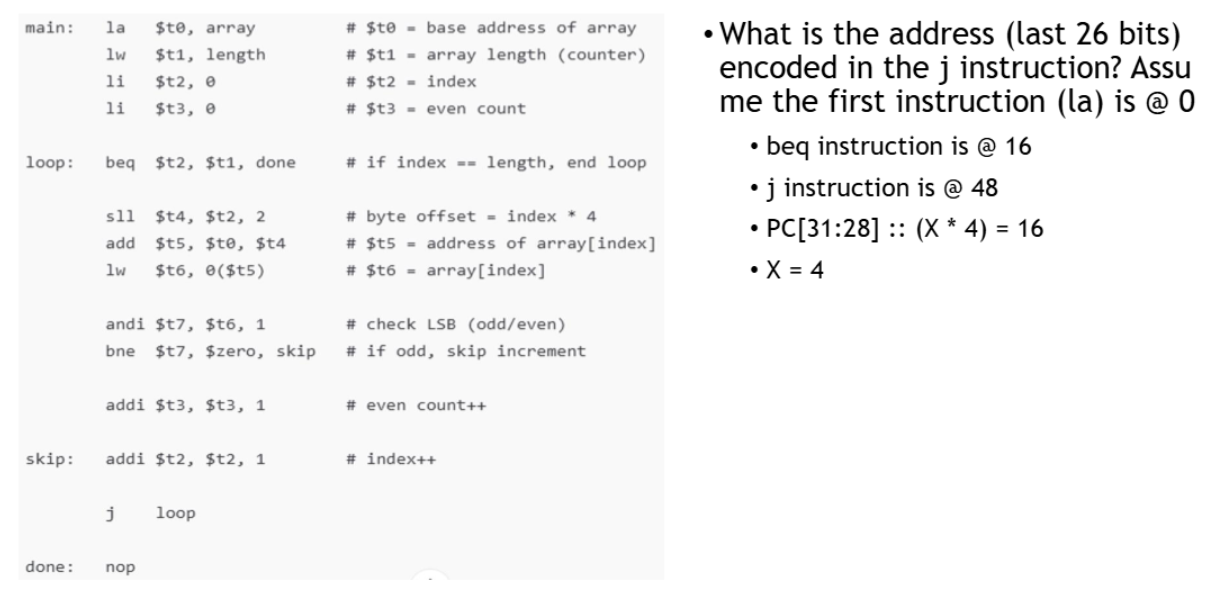 main:   la   $t0, array          # $t0 = base address of array
        lw   $t1, length         # $t1 = array length (counter)
        li   $t2, 0              # $t2 = index
        li   $t3, 0              # $t3 = even count
loop:   beq  $t2, $t1, done      # if index == length, end loop
        sll  $t4, $t2, 2         # byte offset = index * 4
        add  $t5, $t0, $t4       # $t5 = address of array[index]
        lw   $t6, 0($t5)         # $t6 = array[index]
        andi $t7, $t6, 1         # check LSB (odd/even)
        bne  $t7, $zero, skip    # if odd, skip increment
        addi $t3, $t3, 1         # even count++
skip:   addi $t2, $t2, 1         # index++
        j    loop
done:   nop
• What is the address (last 26 bits)
encoded in the j instruction? Assu
me the first instruction (la) is @ 0
• beq instruction is @ 16
• j instruction is @ 48
• PC[31:28] :: (X * 4) = 16
• X = 4